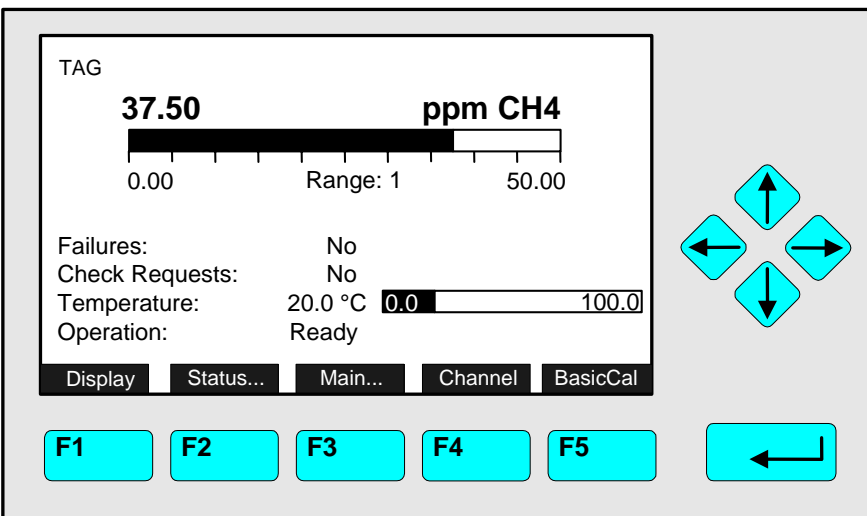 TAG
37.50 ppm CH4
0.00 Range: 1 50.00
Failures: No
Check Requests: No
Temperature: 20.0 °C 0.0 100.0
Operation: Ready
Display Status... Main... Channel BasicCal
F1 F2 F3 F4 F5